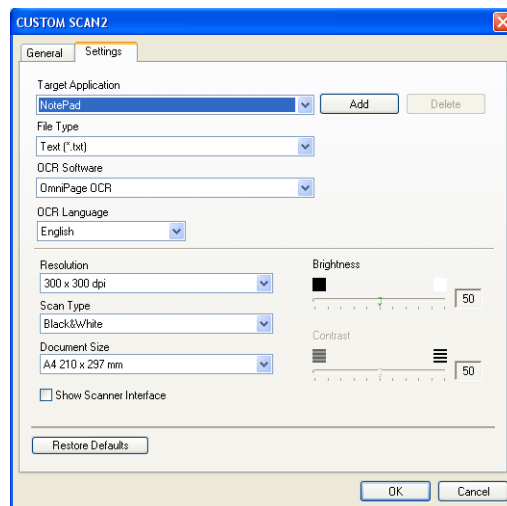 CUSTOM SCAN2
General Settings
Target Application
NotePad Add Delete
File Type
Text (*.txt)
OCR Software
OmniPage OCR
OCR Language
English
Resolution Brightness
300 x 300 dpi 50
Scan Type
Black&White
Contrast
Document Size
A4 210 x 297 mm 50
Show Scanner Interface
Restore Defaults
OK Cancel